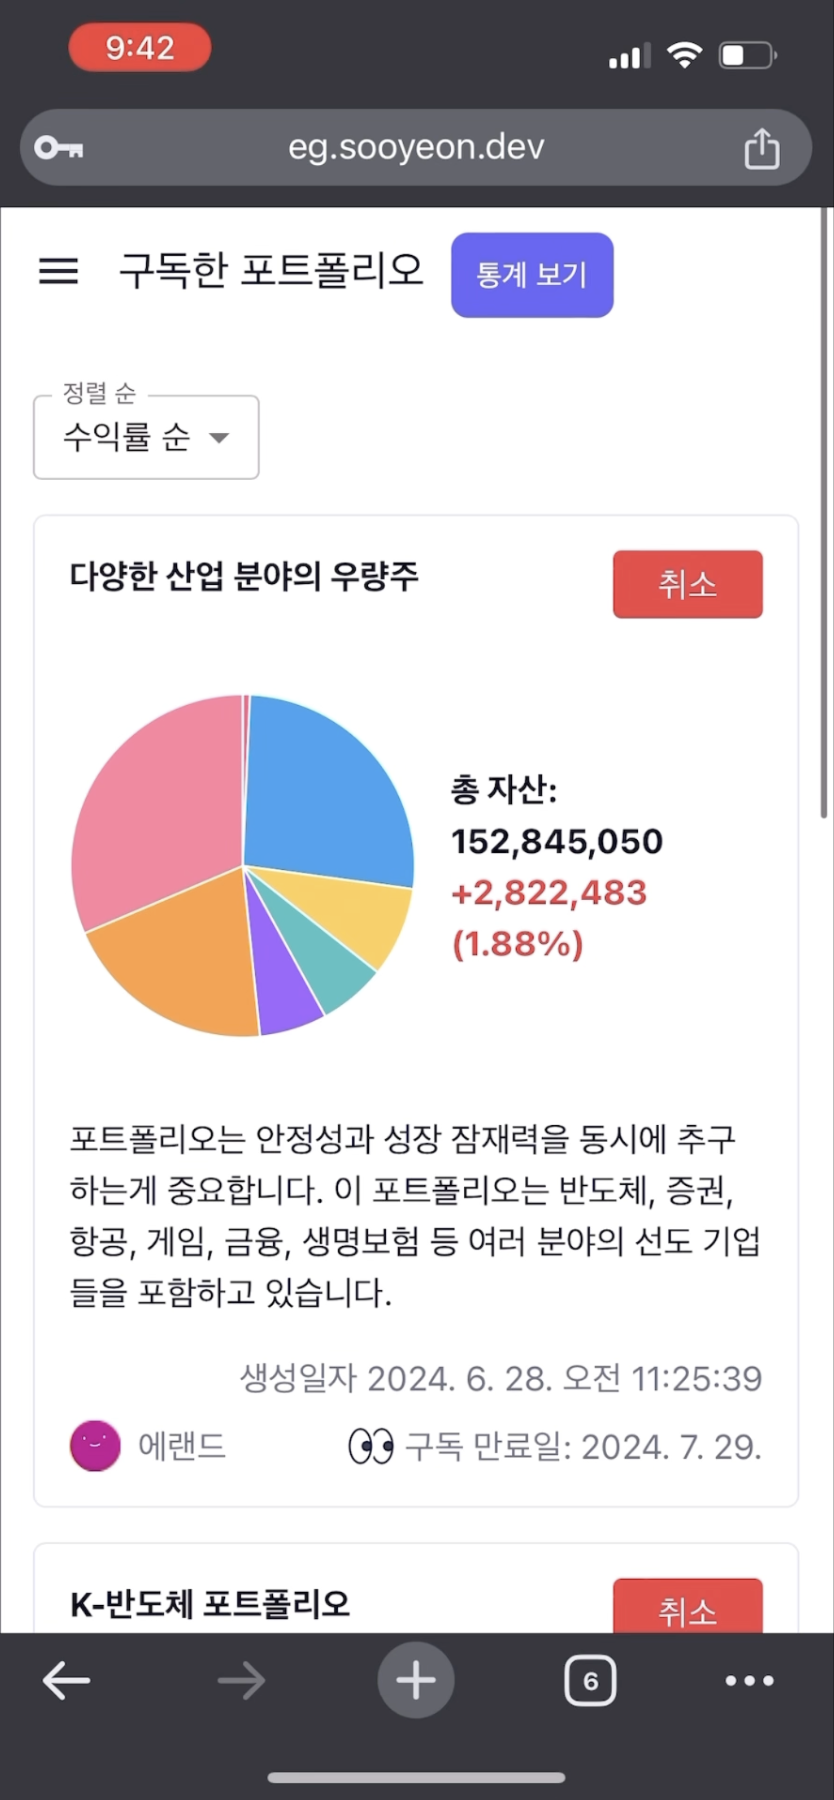 9:42
eg.sooyeon.dev
구독한 포트폴리오
통계 보기
정렬 순
수익률 순
다양한 산업 분야의 우량주
취소
총 자산:
152,845,050
+2,822,483
(1.88%)
포트폴리오는 안정성과 성장 잠재력을 동시에 추구
하는게 중요합니다. 이 포트폴리오는 반도체, 증권,
항공, 게임, 금융, 생명보험 등 여러 분야의 선도 기업
들을 포함하고 있습니다.
생성일자 2024. 6. 28. 오전 11:25:39
에랜드
👀 구독 만료일: 2024. 7. 29.
K-반도체 포트폴리오
취소
6